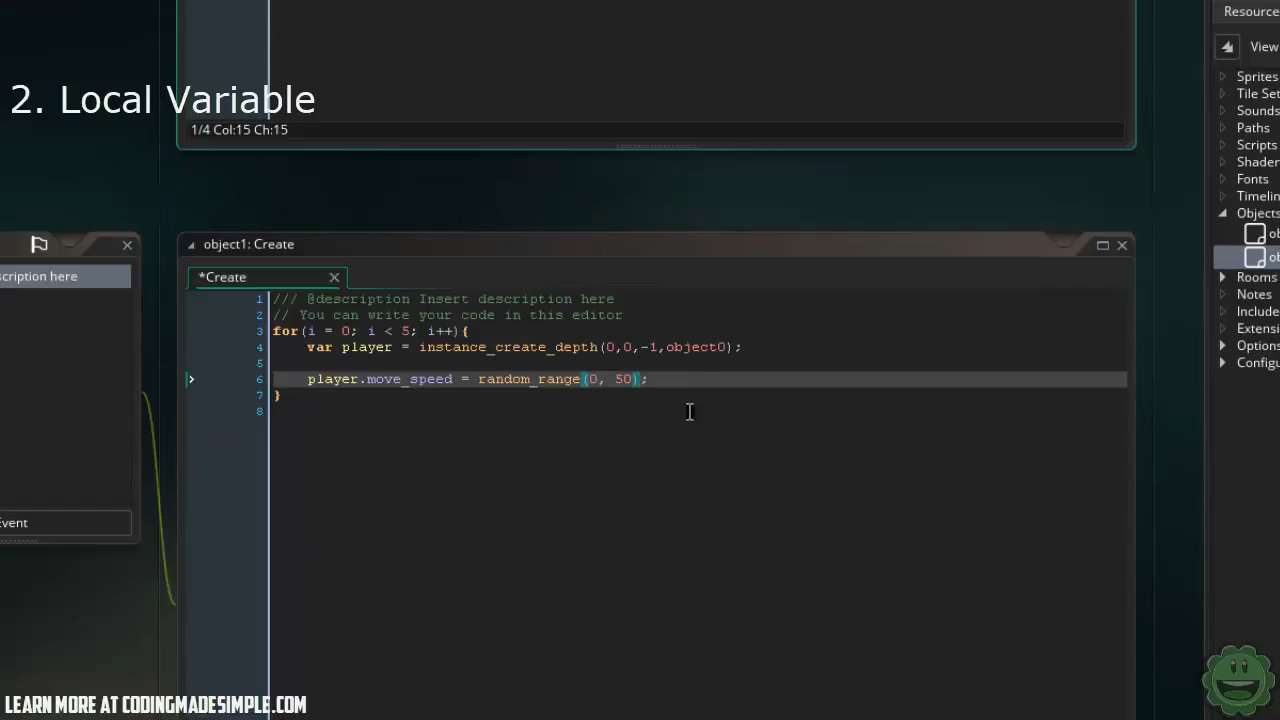 Resource
View
Sprites
Tile Set
Sounds
Paths
Scripts
Shader
Fonts
Timelin
Objects
ob
ob
Rooms
Notes
Include
Extensi
Options
Configu
2. Local Variable
1/4 Col:15 Ch:15
object1: Create
scription here
*Create
1 /// @description Insert description here
2 // You can write your code in this editor
3 for(i = 0; i < 5; i++){
4 var player = instance_create_depth(0,0,-1,object0);
5
6 player.move_speed = random_range(0, 50);
7 }
8
Event
LEARN MORE AT CODINGMADESIMPLE.COM